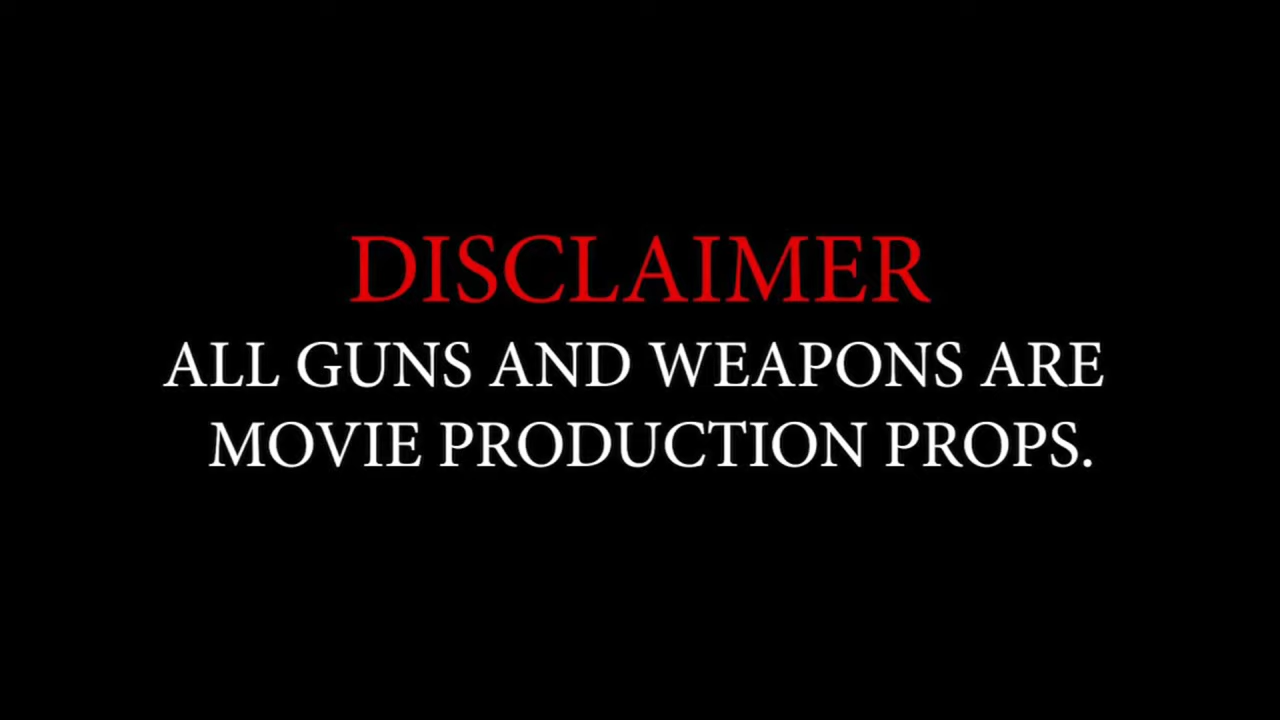 DISCLAIMER
ALL GUNS AND WEAPONS ARE
MOVIE PRODUCTION PROPS.